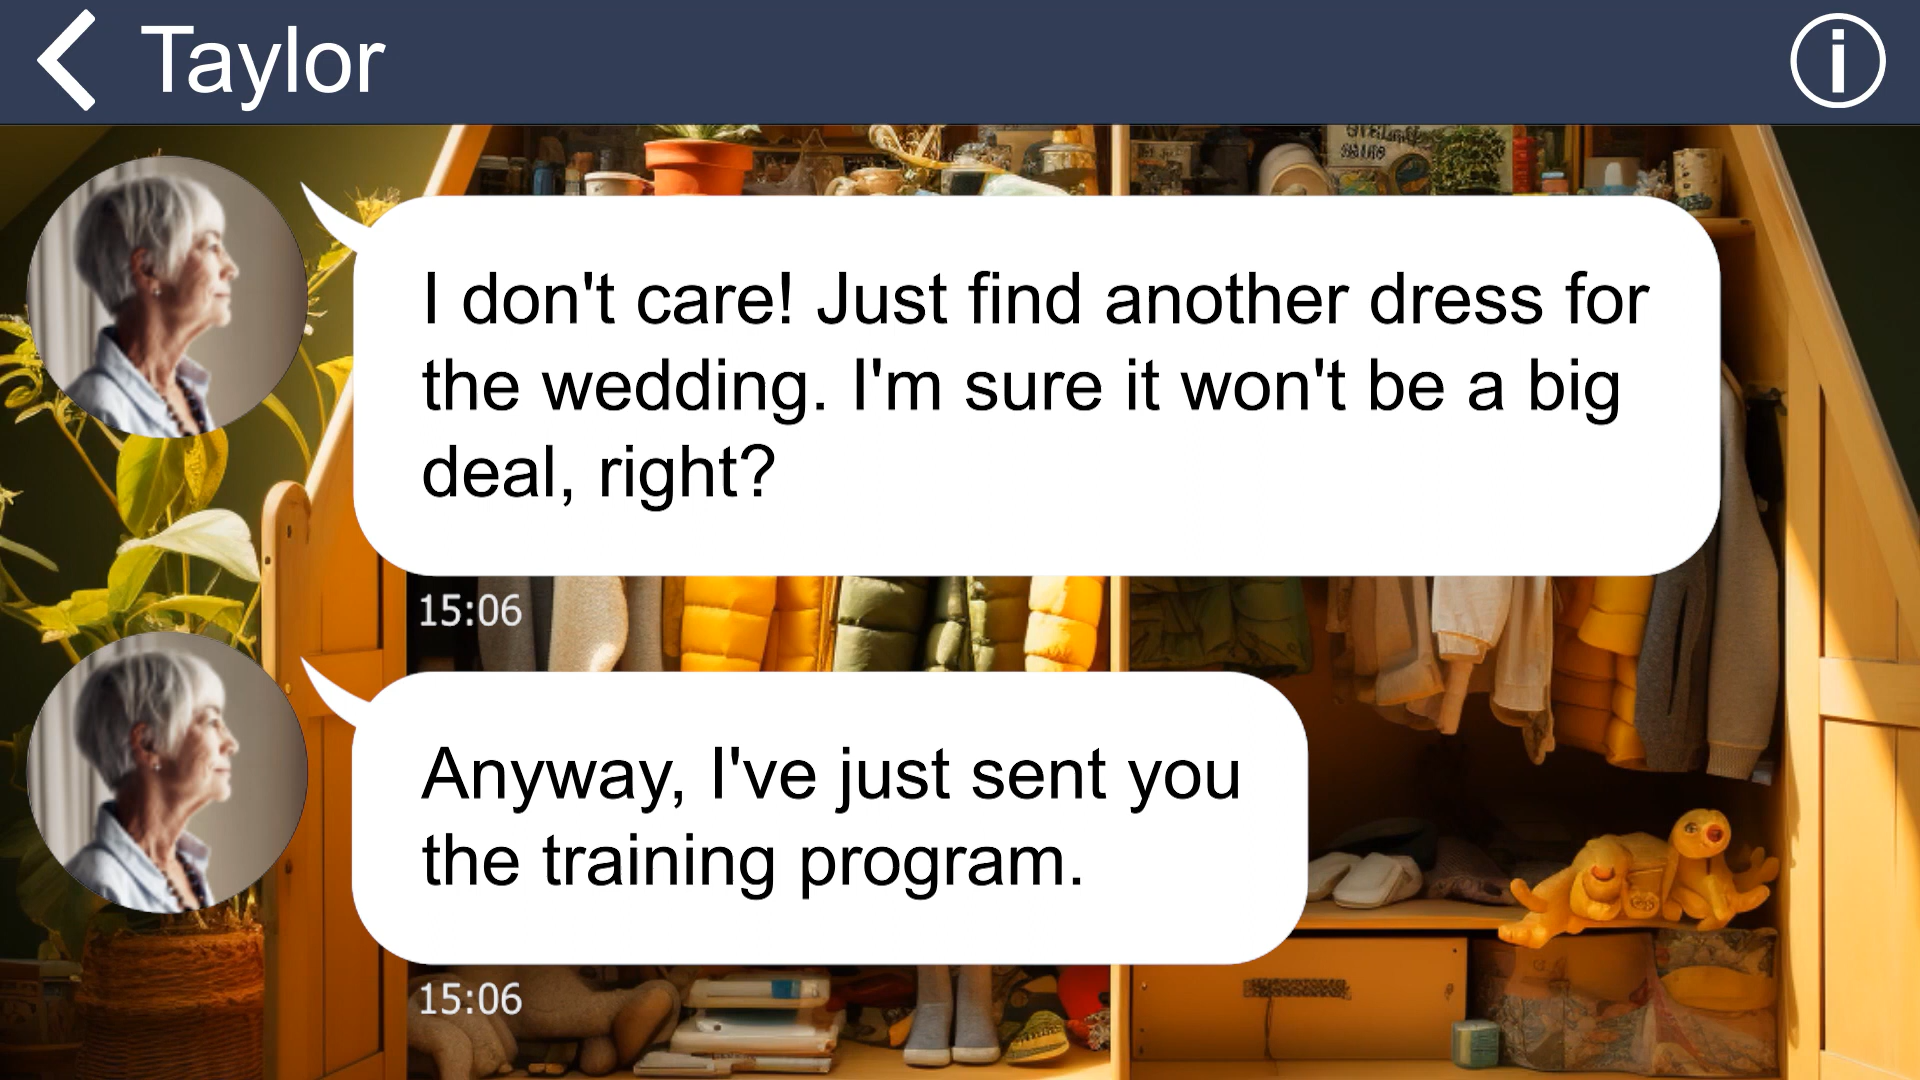 Taylor
I don't care! Just find another dress for
the wedding. I'm sure it won't be a big
deal, right?
15:06
Anyway, I've just sent you
the training program.
15:06